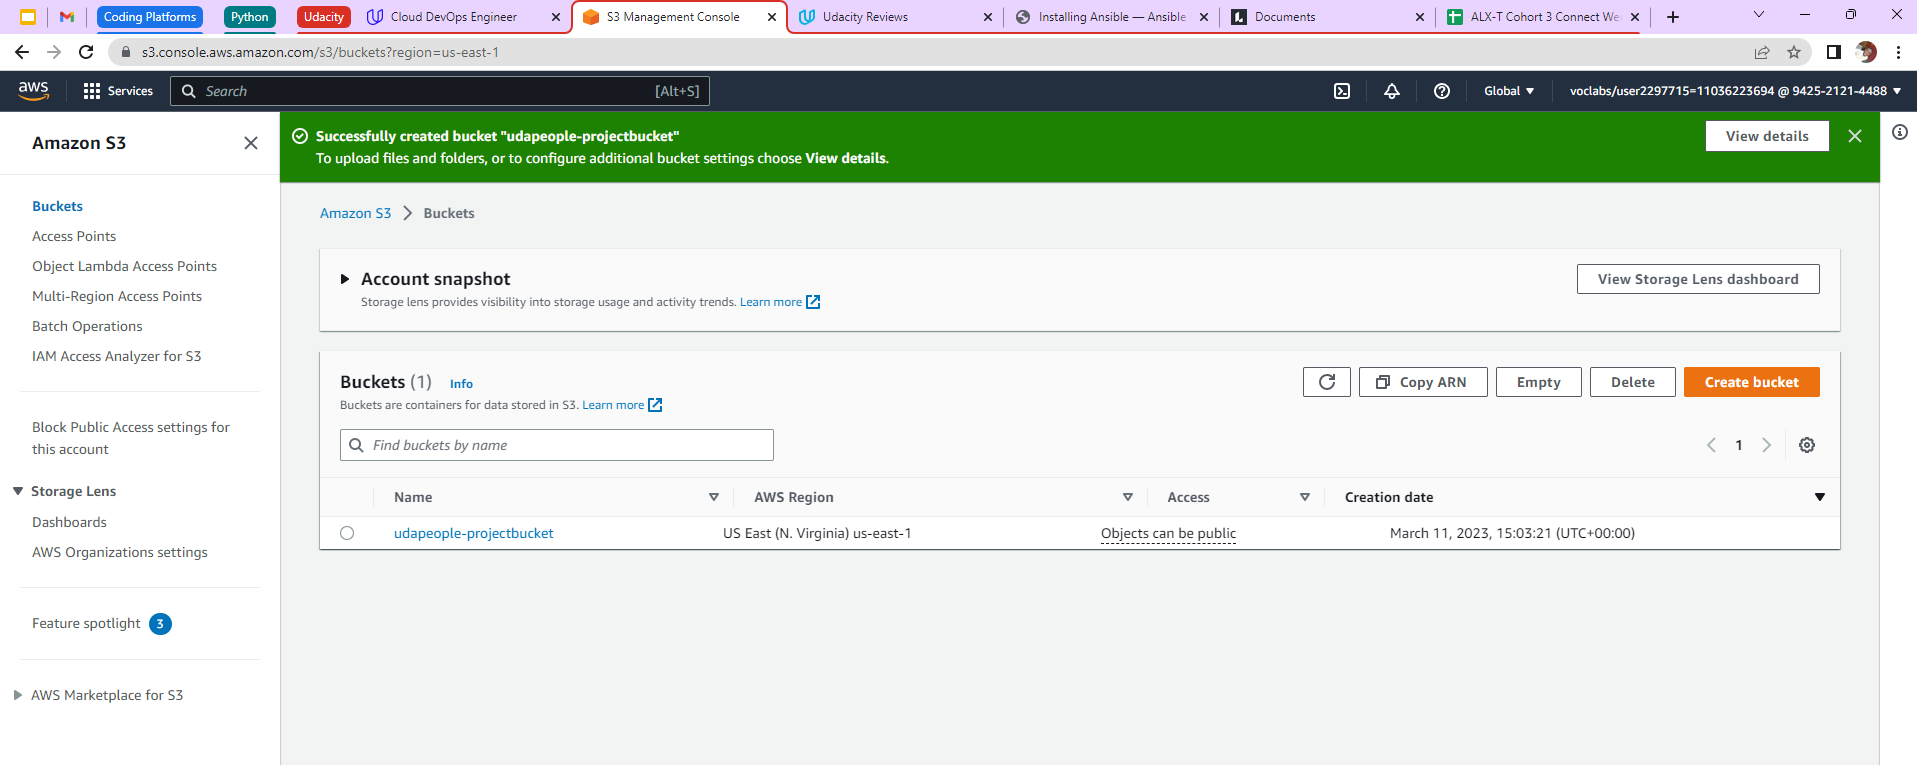 Coding Platforms
Python
Udacity
Cloud DevOps Engineer
S3 Management Console
Udacity Reviews
Installing Ansible — Ansible
Documents
ALX-T Cohort 3 Connect We
s3.console.aws.amazon.com/s3/buckets?region=us-east-1
aws
Services
Search
[Alt+S]
Global
voclabs/user2297715=11036223694 @ 9425-2121-4488
Amazon S3
Buckets
Access Points
Object Lambda Access Points
Multi-Region Access Points
Batch Operations
IAM Access Analyzer for S3
Block Public Access settings for
this account
Storage Lens
Dashboards
AWS Organizations settings
Feature spotlight 3
AWS Marketplace for S3
Successfully created bucket "udapeople-projectbucket"
To upload files and folders, or to configure additional bucket settings choose View details.
View details
Amazon S3 > Buckets
Account snapshot
Storage lens provides visibility into storage usage and activity trends. Learn more
View Storage Lens dashboard
Buckets (1) Info
Buckets are containers for data stored in S3. Learn more
Copy ARN
Empty
Delete
Create bucket
Find buckets by name
1
Name AWS Region Access Creation date
udapeople-projectbucket US East (N. Virginia) us-east-1 Objects can be public March 11, 2023, 15:03:21 (UTC+00:00)